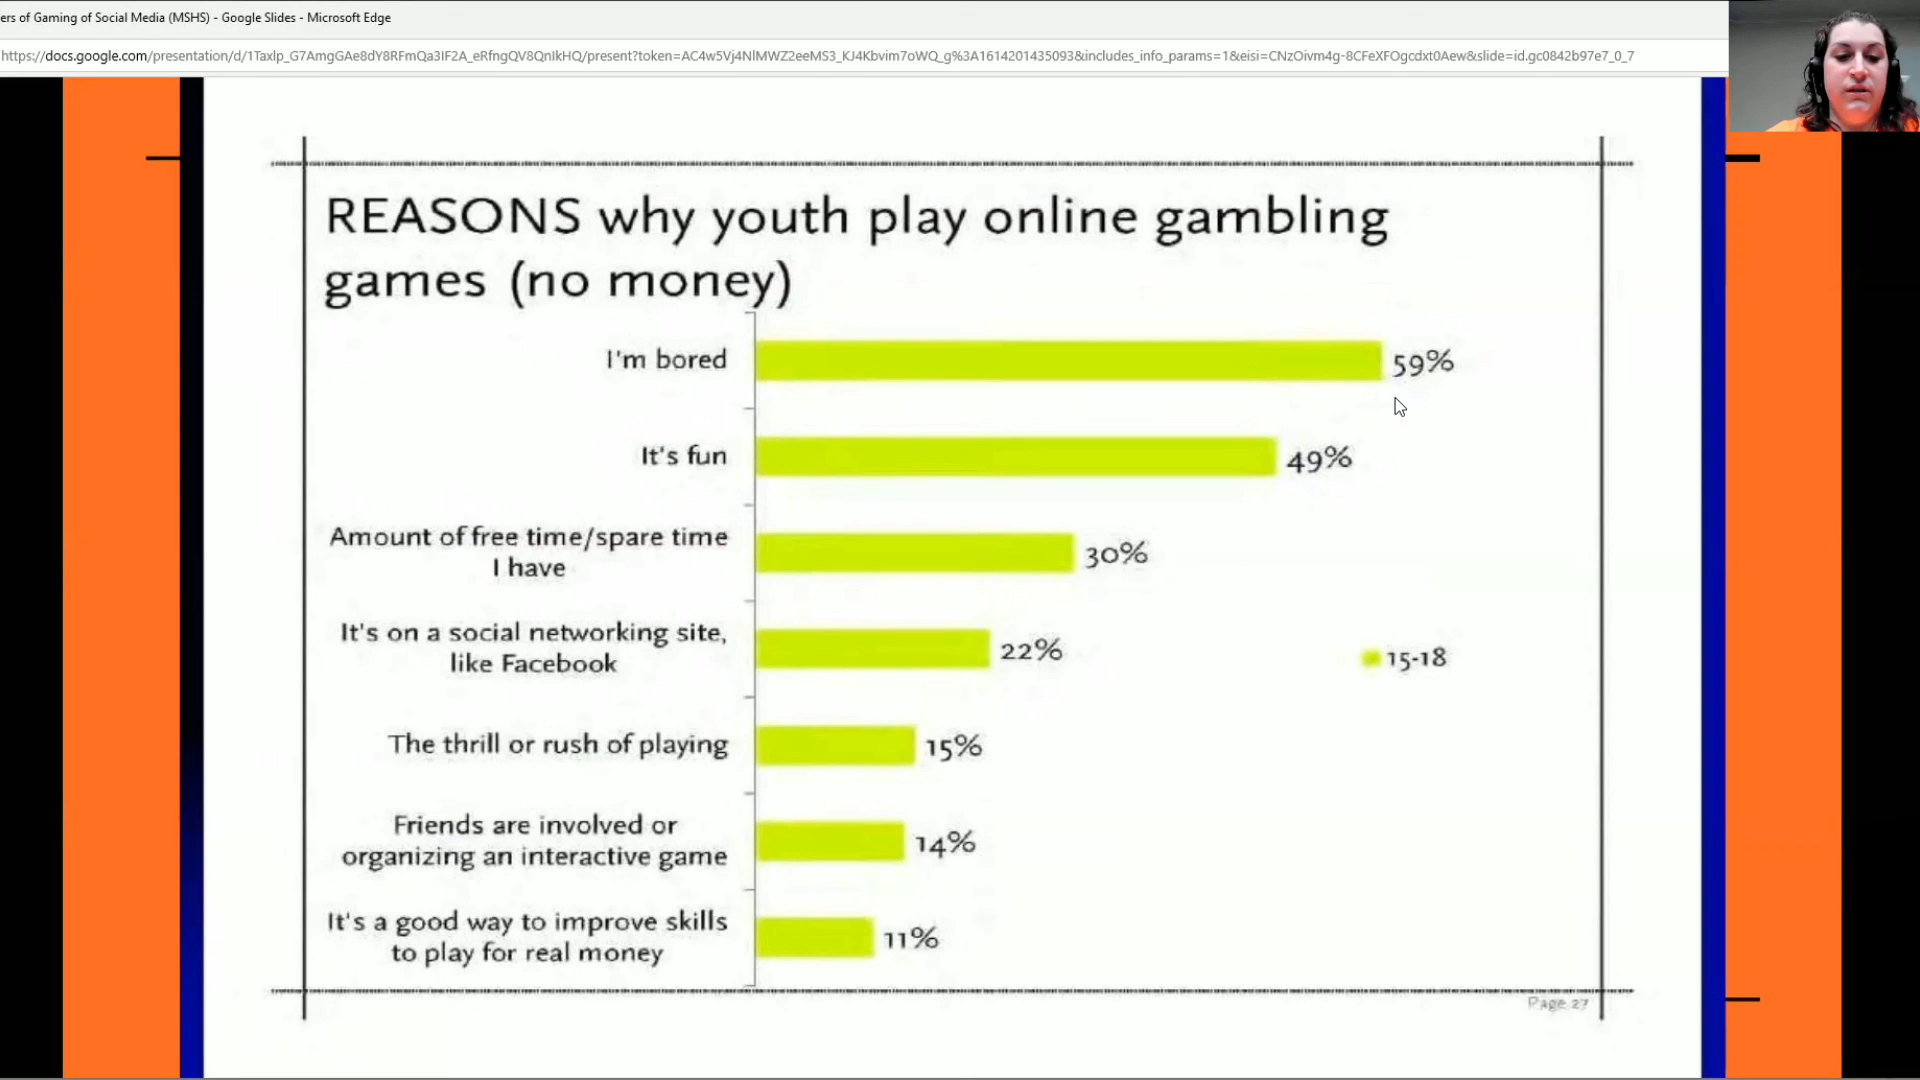 ers of Gaming of Social Media (MSHS) - Google Slides - Microsoft Edge
https://docs.google.com/presentation/d/1Taxlp_G7AmgGAe8dY8RFmQa3IF2A_eRfngQV8QnIkHQ/present?token=AC4w5Vj4NlMWZ2eeMS3_KJ4Kbvim7oWQ_g%3A1614201435093&includes_info_params=1&eisi=CNzOivm4g-8CFeXFOgcdxt0Aew&slide=id.gc0842b97e7_0_7
REASONS why youth play online gambling
games (no money)
I'm bored 59%
It's fun 49%
Amount of free time/spare time
I have 30%
It's on a social networking site,
like Facebook 22%
15-18
The thrill or rush of playing 15%
Friends are involved or
organizing an interactive game 14%
It's a good way to improve skills
to play for real money 11%
Page 27